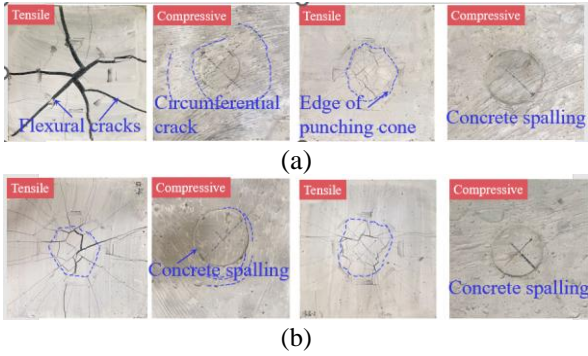 Tensile
Compressive
Tensile
Compressive
Flexural cracks
Circumferential
crack
Edge of
punching cone
Concrete spalling
(a)
Tensile
Compressive
Tensile
Compressive
Concrete spalling
Concrete spalling
(b)